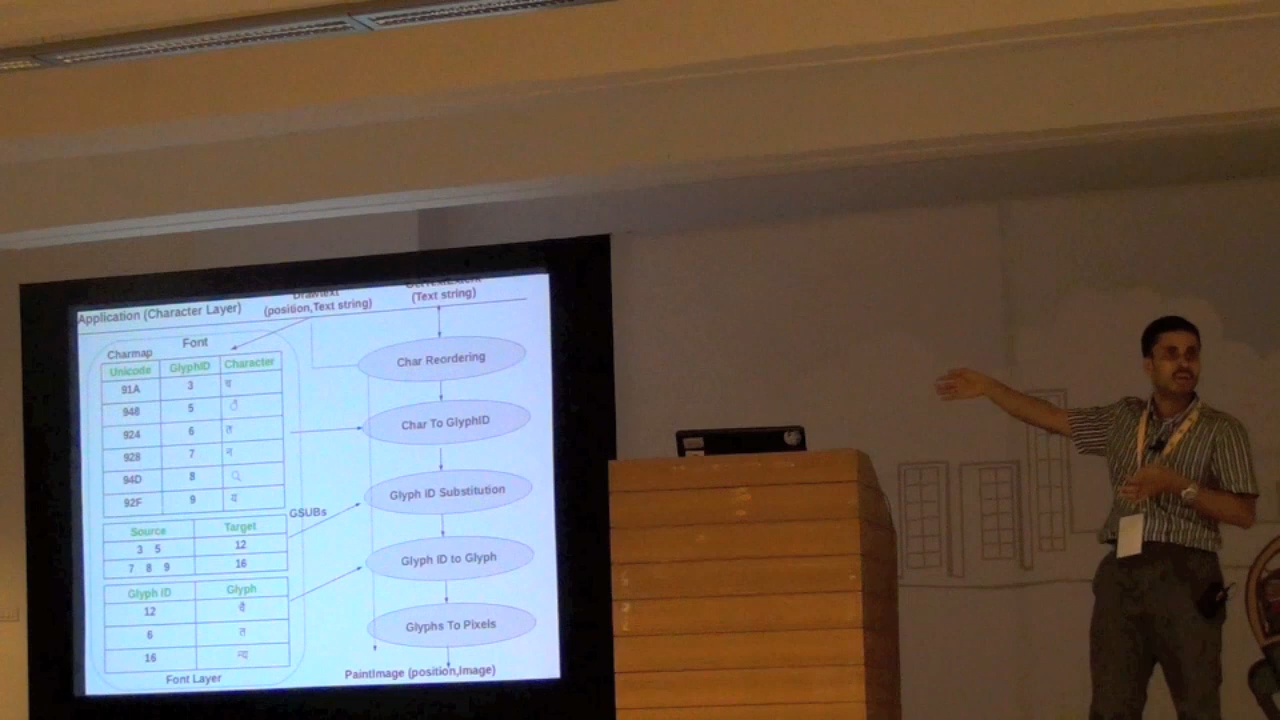 Application (Character Layer)
(position,Text string)
(Text string)
Font
Charmap
Unicode GlyphID Character
91A 3 च
948 5 ै
924 6 त
928 7 न
94D 8 ्
92F 9 य
GSUBs
Source Target
3 5 12
7 8 9 16
Glyph ID Glyph
12 चै
6 त
16 न्य
Font Layer
Char Reordering
Char To GlyphID
Glyph ID Substitution
Glyph ID to Glyph
Glyphs To Pixels
PaintImage (position,Image)